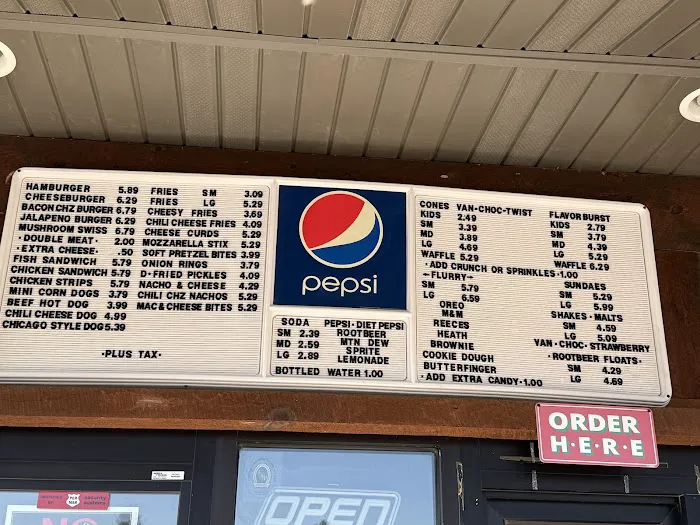 HAMBURGER 5.89
CHEESEBURGER 6.29
BACON CHZ BURGER 6.79
JALAPENO BURGER 6.29
MUSHROOM SWISS 6.79
·DOUBLE MEAT· 2.00
·EXTRA CHEESE· .50
FISH SANDWICH 5.79
CHICKEN SANDWICH 5.79
CHICKEN STRIPS 5.79
MINI CORN DOGS 3.79
BEEF HOT DOG 3.99
CHILI CHEESE DOG 4.99
CHICAGO STYLE DOG 5.39
·PLUS TAX·
FRIES SM 3.09
FRIES LG 5.29
CHEESY FRIES 3.69
CHILI CHEESE FRIES 4.09
CHEESE CURDS 5.29
MOZZARELLA STIX 5.29
SOFT PRETZEL BITES 3.99
ONION RINGS 3.79
D·FRIED PICKLES 4.09
NACHO & CHEESE 4.29
CHILI CHZ NACHOS 5.29
MAC & CHEESE BITES 5.29
pepsi
SODA PEPSI·DIET PEPSI
SM 2.39 ROOTBEER
MD 2.59 MTN DEW
LG 2.89 SPRITE
LEMONADE
BOTTLED WATER 1.00
CONES VAN-CHOC-TWIST
KIDS 2.49
SM 3.39
MD 3.89
LG 4.69
WAFFLE 5.29
FLAVOR BURST
KIDS 2.79
SM 3.79
MD 4.39
LG 5.29
WAFFLE 6.29
·ADD CRUNCH OR SPRINKLES·1.00
-FLURRY-
SM 5.79
LG 6.59
OREO
M&M
REECES
HEATH
BROWNIE
COOKIE DOUGH
BUTTERFINGER
·ADD EXTRA CANDY·1.00
SUNDAES
SM 5.29
LG 5.99
SHAKES·MALTS
SM 4.59
LG 5.09
VAN·CHOC·STRAWBERRY
·ROOTBEER FLOATS·
SM 4.29
LG 4.69
ORDER
H·E·R·E
OPEN
NO